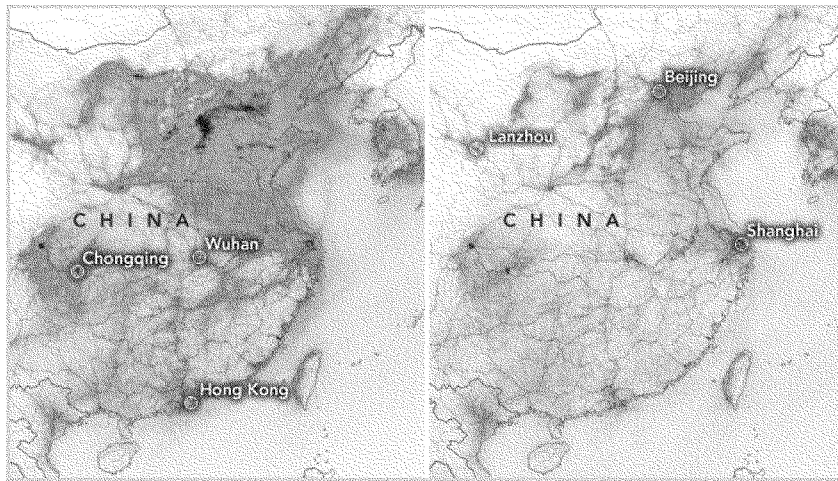 CHINA
Wuhan
Chongqing
Hong Kong
Beijing
Lanzhou
CHINA
Shanghai